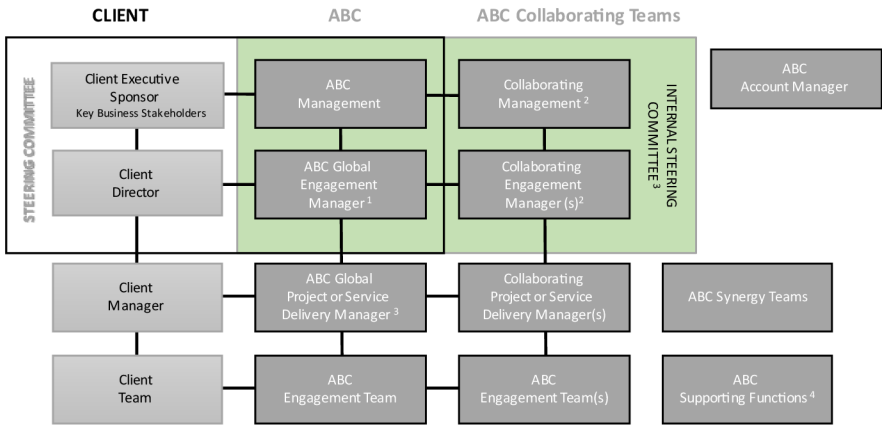 CLIENT
ABC
ABC Collaborating Teams
STEERING COMMITTEE
Client Executive
Sponsor
Key Business Stakeholders
ABC
Management
Collaborating
Management 2
INTERNAL STEERING
COMMITTEE 3
ABC
Account Manager
Client
Director
ABC Global
Engagement
Manager 1
Collaborating
Engagement
Manager (s)2
Client
Manager
ABC Global
Project or Service
Delivery Manager 3
Collaborating
Project or Service
Delivery Manager(s)
ABC Synergy Teams
Client
Team
ABC
Engagement Team
ABC
Engagement Team(s)
ABC
Supporting Functions 4